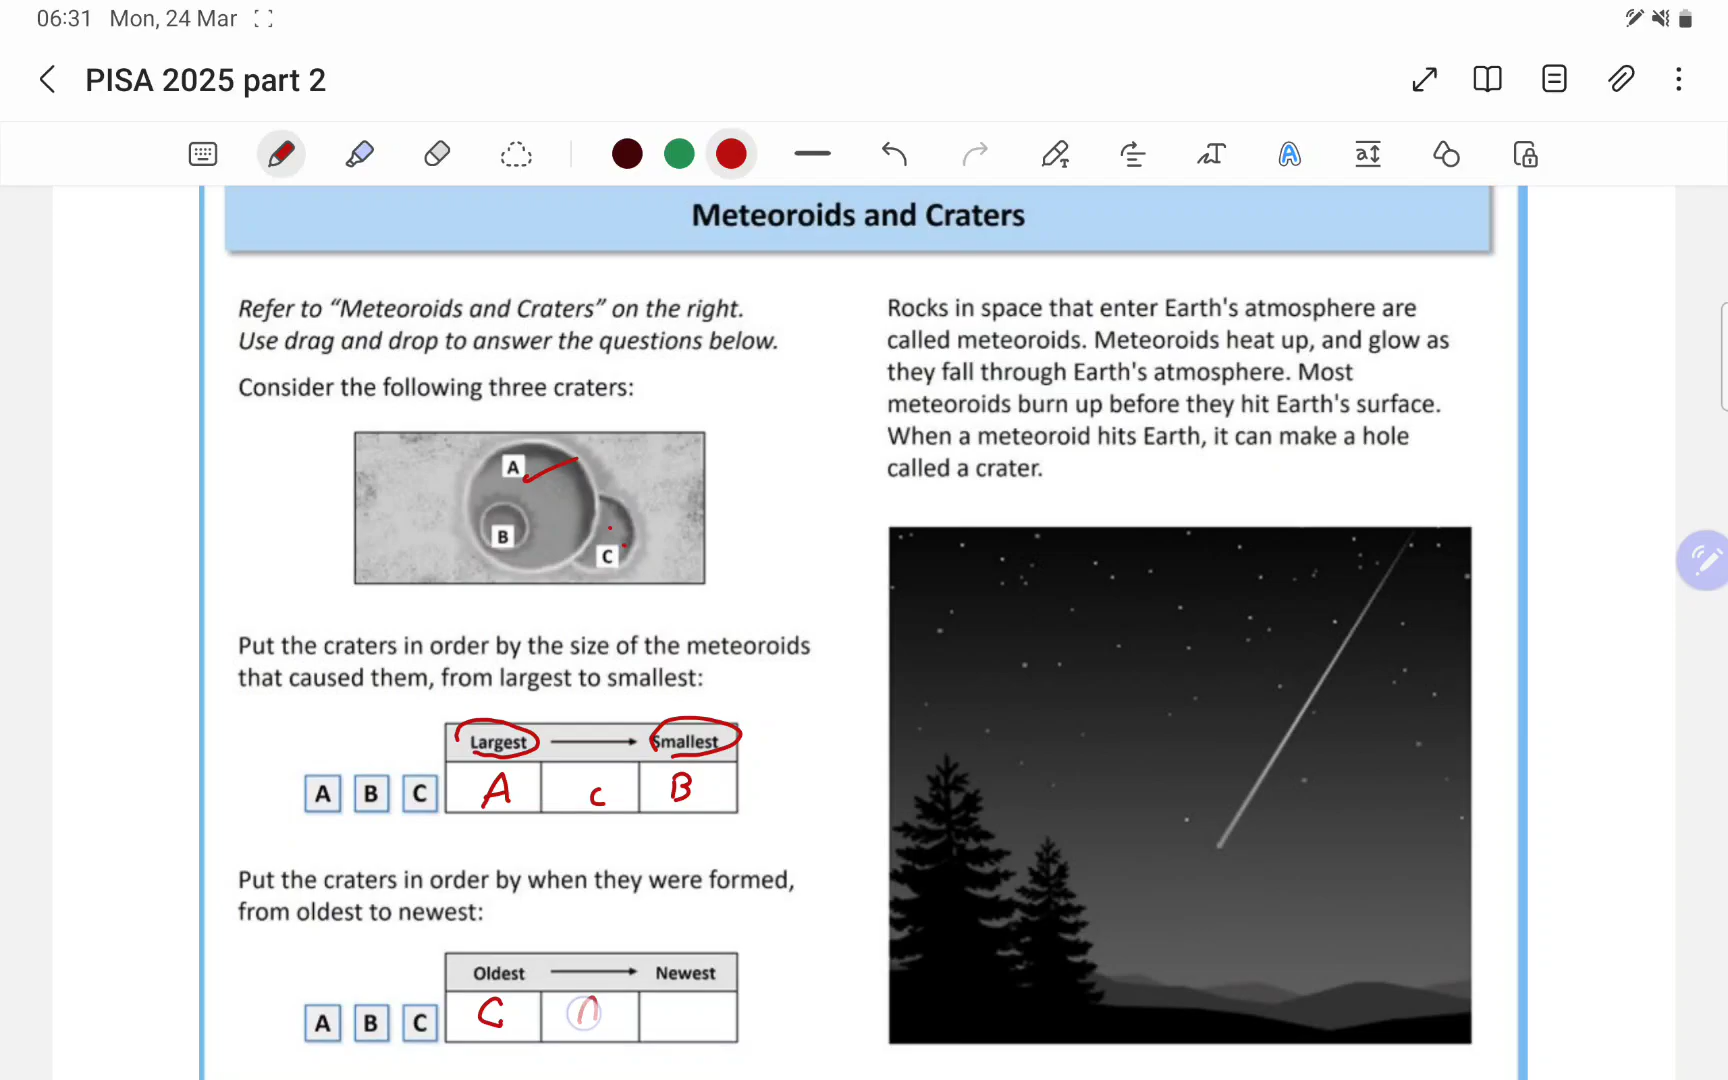 06:31 Mon, 24 Mar
PISA 2025 part 2
Meteoroids and Craters
Refer to “Meteoroids and Craters” on the right.
Use drag and drop to answer the questions below.
Consider the following three craters:
A
B
C
Put the craters in order by the size of the meteoroids
that caused them, from largest to smallest:
Largest Smallest
A B C A c B
Put the craters in order by when they were formed,
from oldest to newest:
Oldest Newest
A B C C
Rocks in space that enter Earth's atmosphere are
called meteoroids. Meteoroids heat up, and glow as
they fall through Earth's atmosphere. Most
meteoroids burn up before they hit Earth's surface.
When a meteoroid hits Earth, it can make a hole
called a crater.